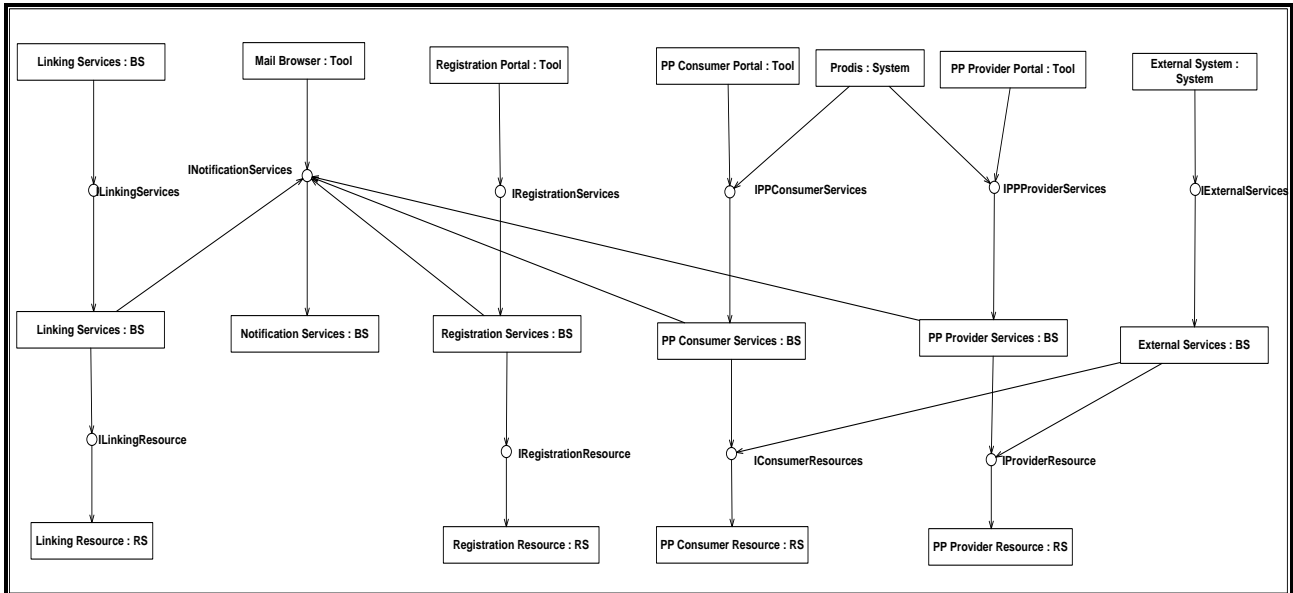 Linking Services : BS
Mail Browser : Tool
Registration Portal : Tool
PP Consumer Portal : Tool
Prodis : System
PP Provider Portal : Tool
External System :
System
INotificationServices
ILinkingServices
IRegistrationServices
IPPConsumerServices
IPPProviderServices
IExternalServices
Linking Services : BS
Notification Services : BS
Registration Services : BS
PP Consumer Services : BS
PP Provider Services : BS
External Services : BS
ILinkingResource
IRegistrationResource
IConsumerResources
IProviderResource
Linking Resource : RS
Registration Resource : RS
PP Consumer Resource : RS
PP Provider Resource : RS